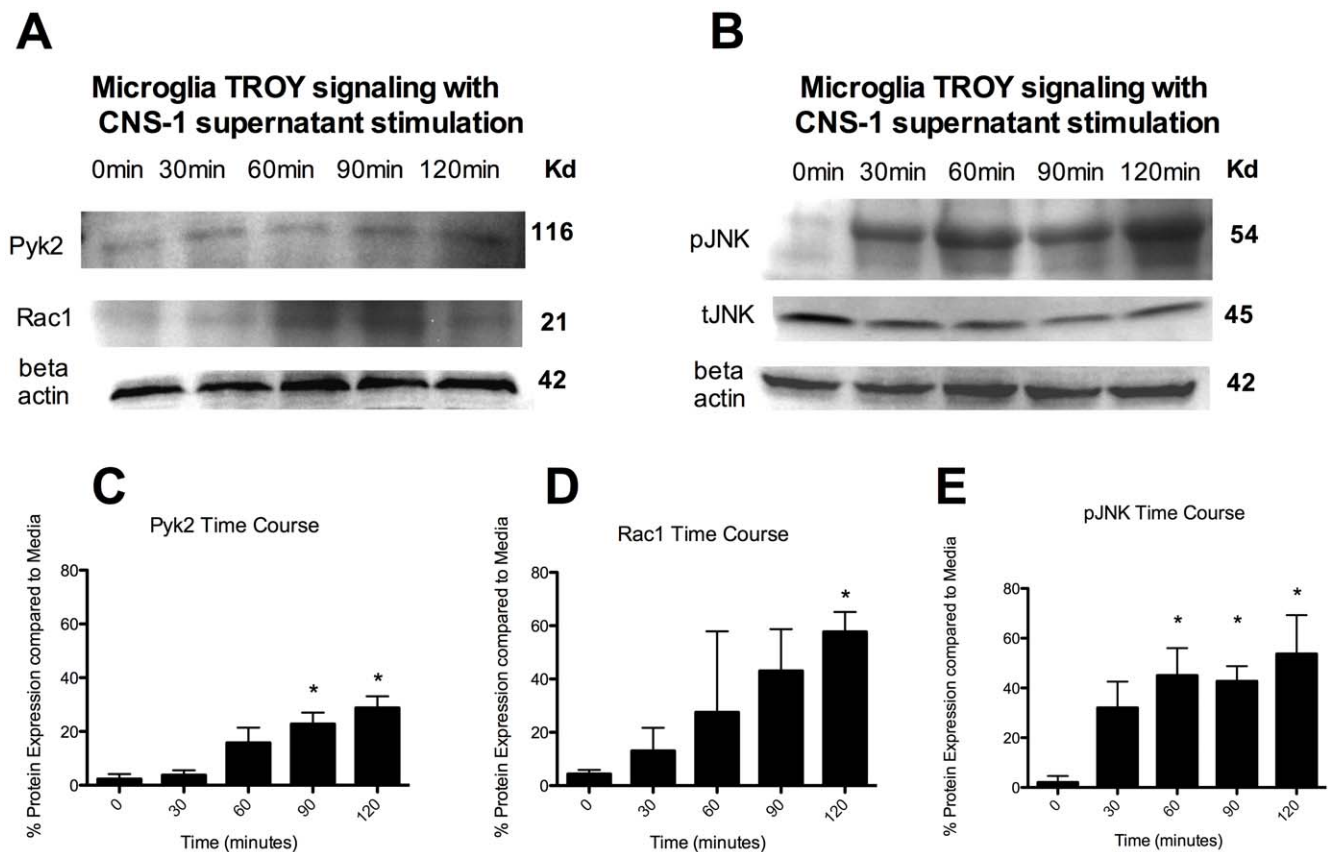 A
Microglia TROY signaling with
CNS-1 supernatant stimulation
0min 30min 60min 90min 120min Kd
Pyk2 116
Rac1 21
beta
actin 42
B
Microglia TROY signaling with
CNS-1 supernatant stimulation
0min 30min 60min 90min 120min Kd
pJNK 54
tJNK 45
beta
actin 42
C
Pyk2 Time Course
% Protein Expression compared to Media
80
60
40
20
0
* *
0 30 60 90 120
Time (minutes)
D
Rac1 Time Course
% Protein Expression compared to Media
80
60
40
20
0
*
0 30 60 90 120
Time (minutes)
E
pJNK Time Course
% Protein Expression compared to Media
80
60
40
20
0
* * *
0 30 60 90 120
Time (minutes)